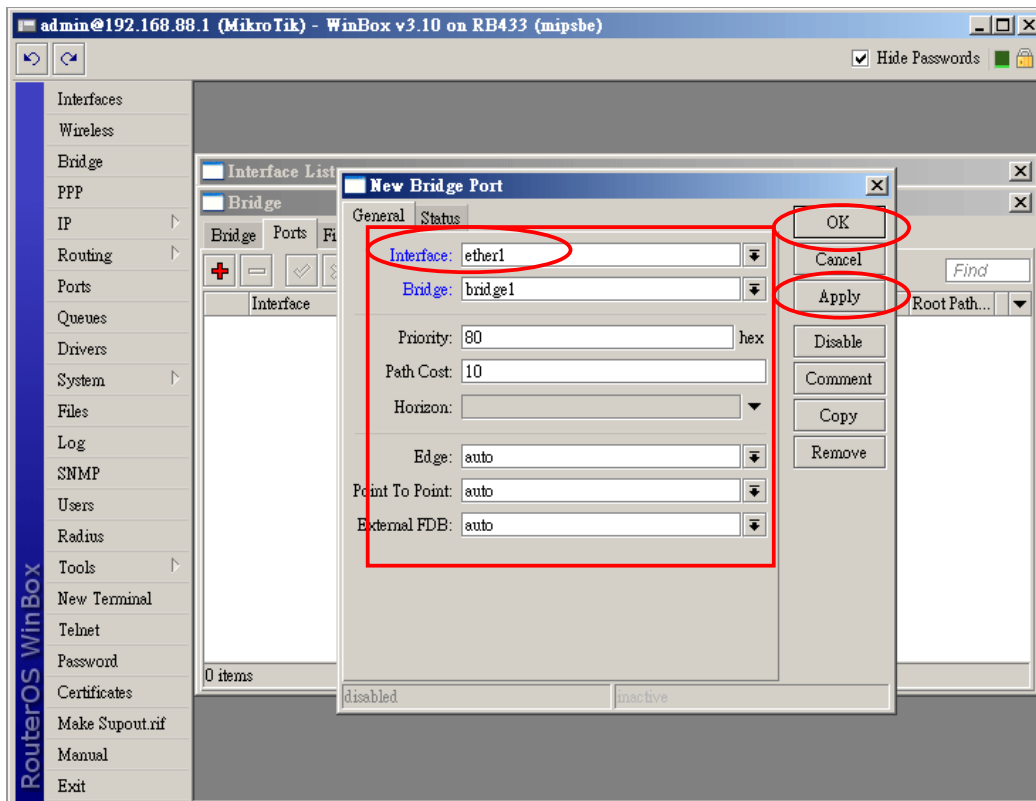 admin@192.168.88.1 (MikroTik) - WinBox v3.10 on RB433 (mipsbe)
Hide Passwords
RouterOS WinBox
Interfaces
Wireless
Bridge
PPP
IP
Routing
Ports
Queues
Drivers
System
Files
Log
SNMP
Users
Radius
Tools
New Terminal
Telnet
Password
Certificates
Make Supout.rif
Manual
Exit
Interface List
Bridge
Bridge Ports Fi
Find
Interface
Root Path...
0 items
New Bridge Port
General Status
Interface: ether1
Bridge: bridge1
Priority: 80 hex
Path Cost: 10
Horizon:
Edge: auto
Point To Point: auto
External FDB: auto
OK
Cancel
Apply
Disable
Comment
Copy
Remove
disabled
inactive